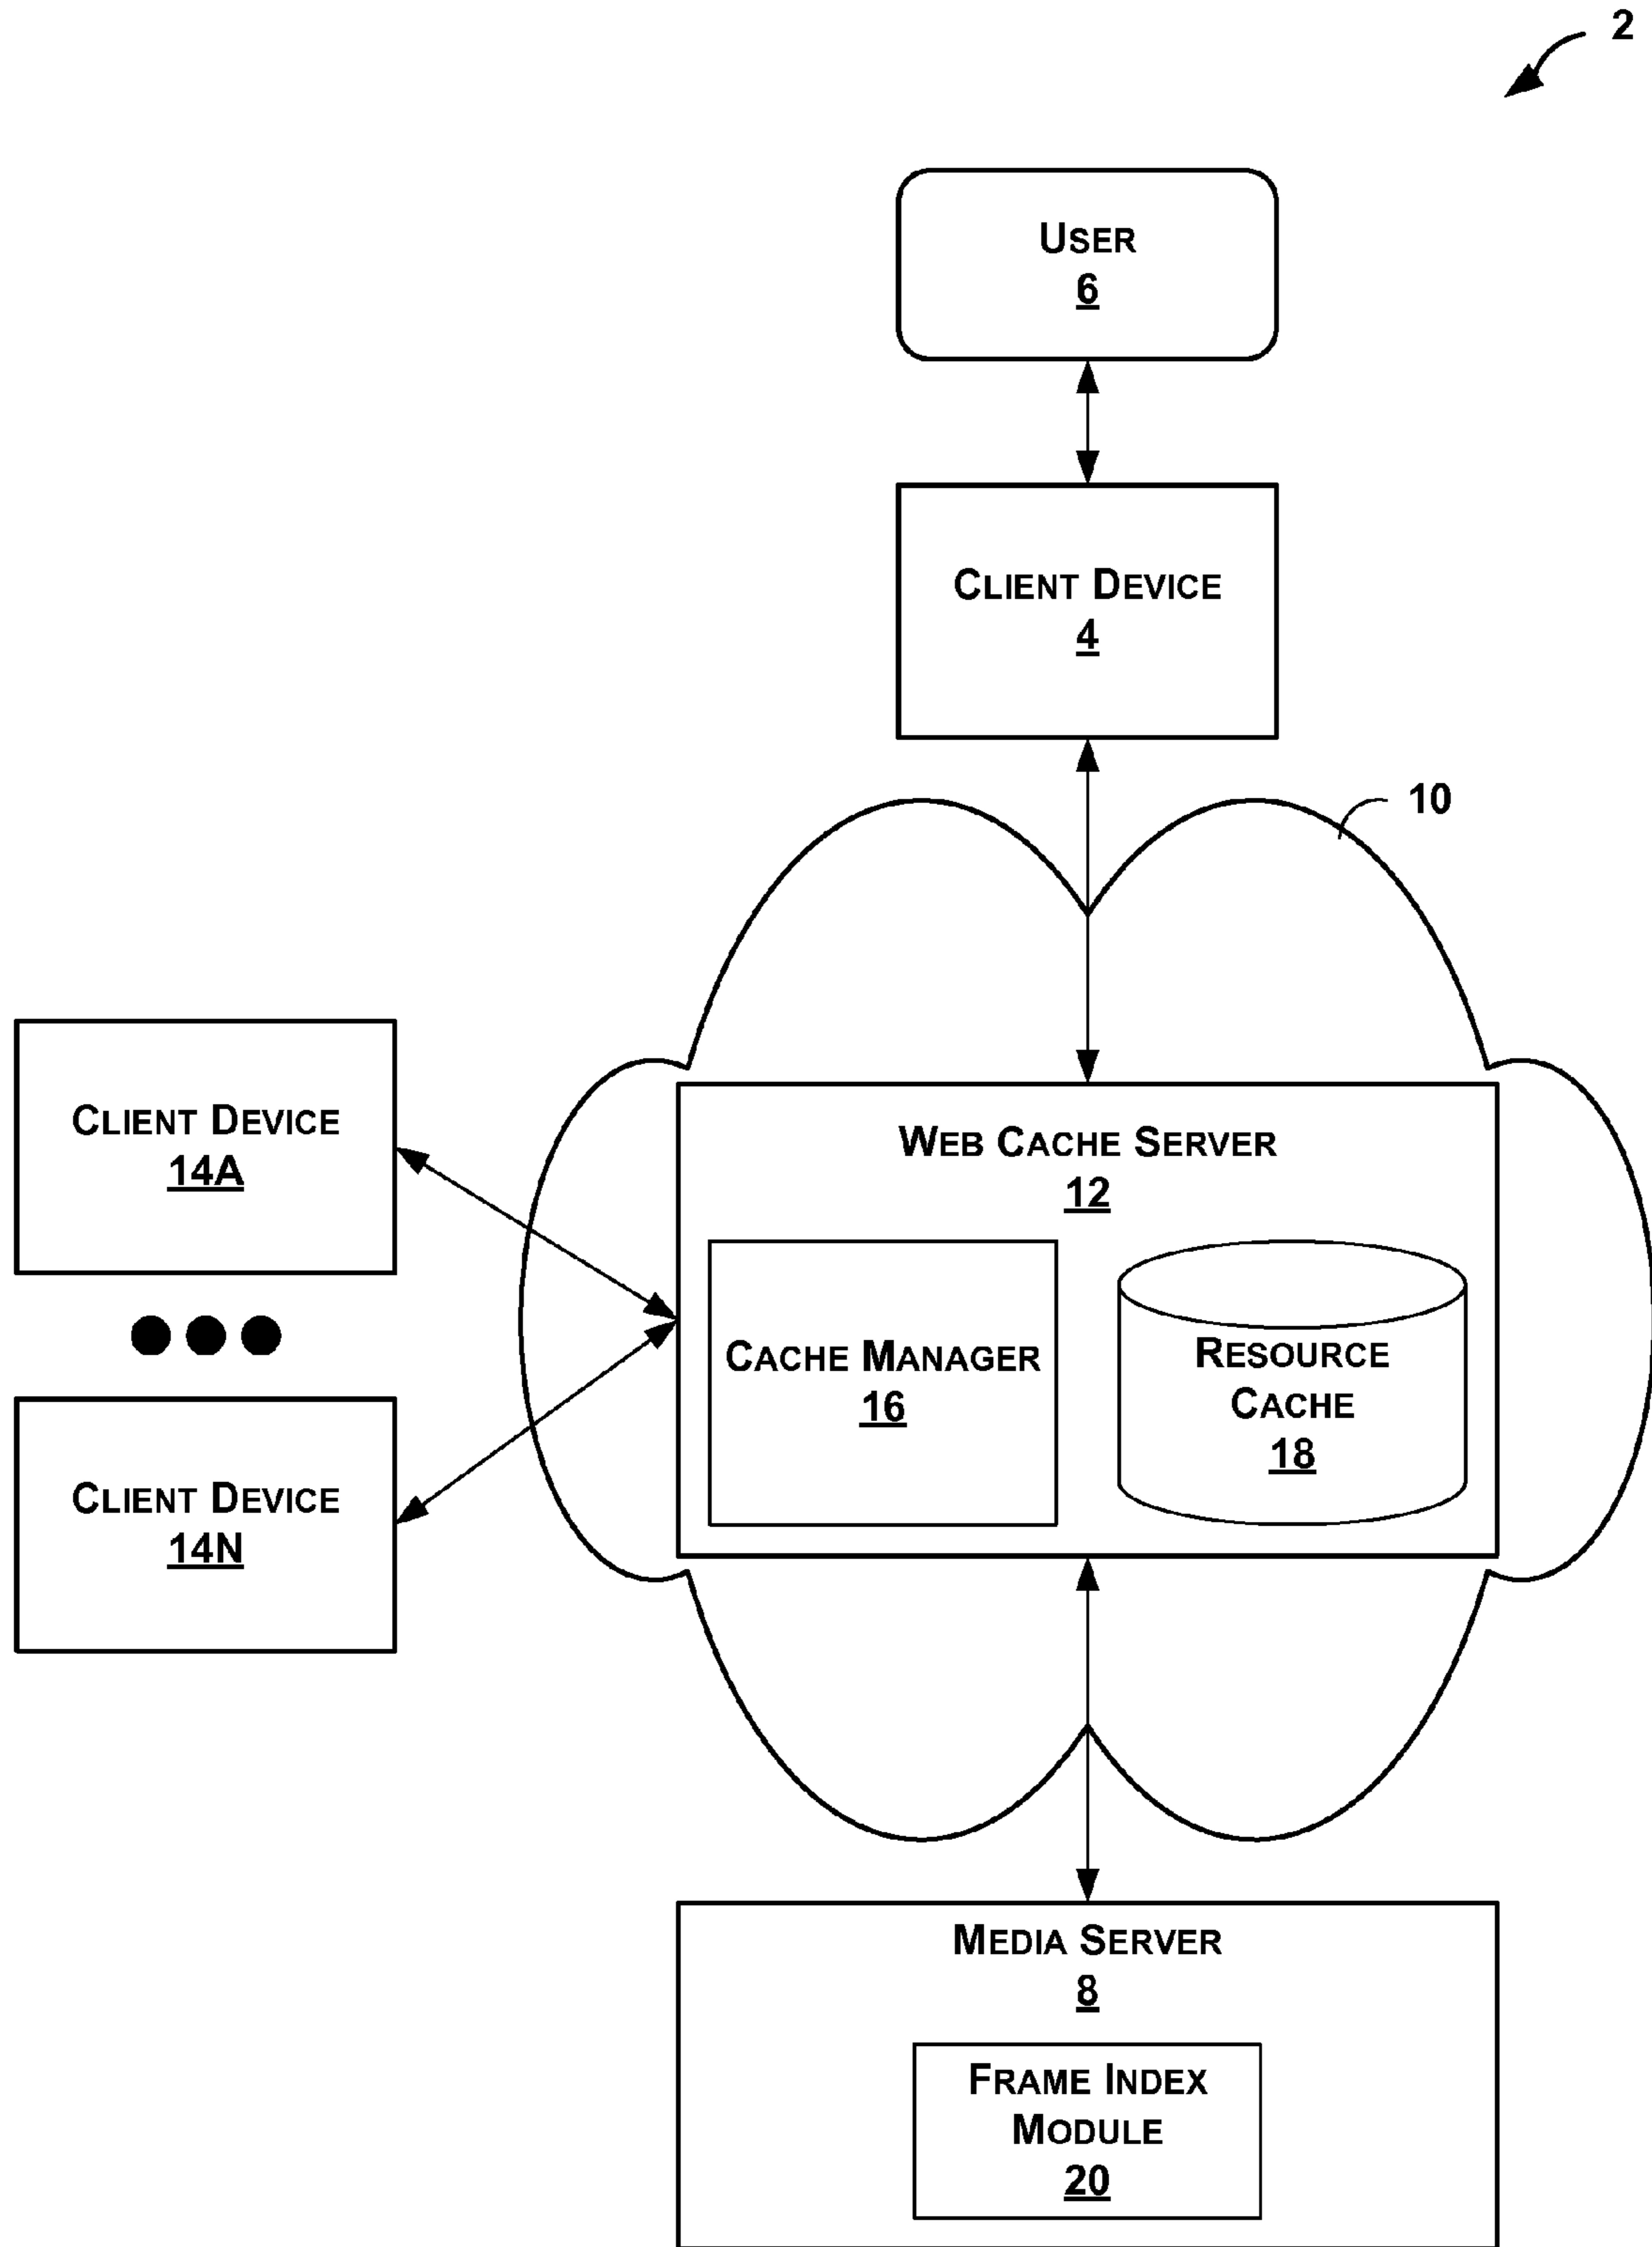 2
USER
6
CLIENT DEVICE
4
10
CLIENT DEVICE
14A
WEB CACHE SERVER
12
CACHE MANAGER
16
RESOURCE
CACHE
18
CLIENT DEVICE
14N
MEDIA SERVER
8
FRAME INDEX
MODULE
20